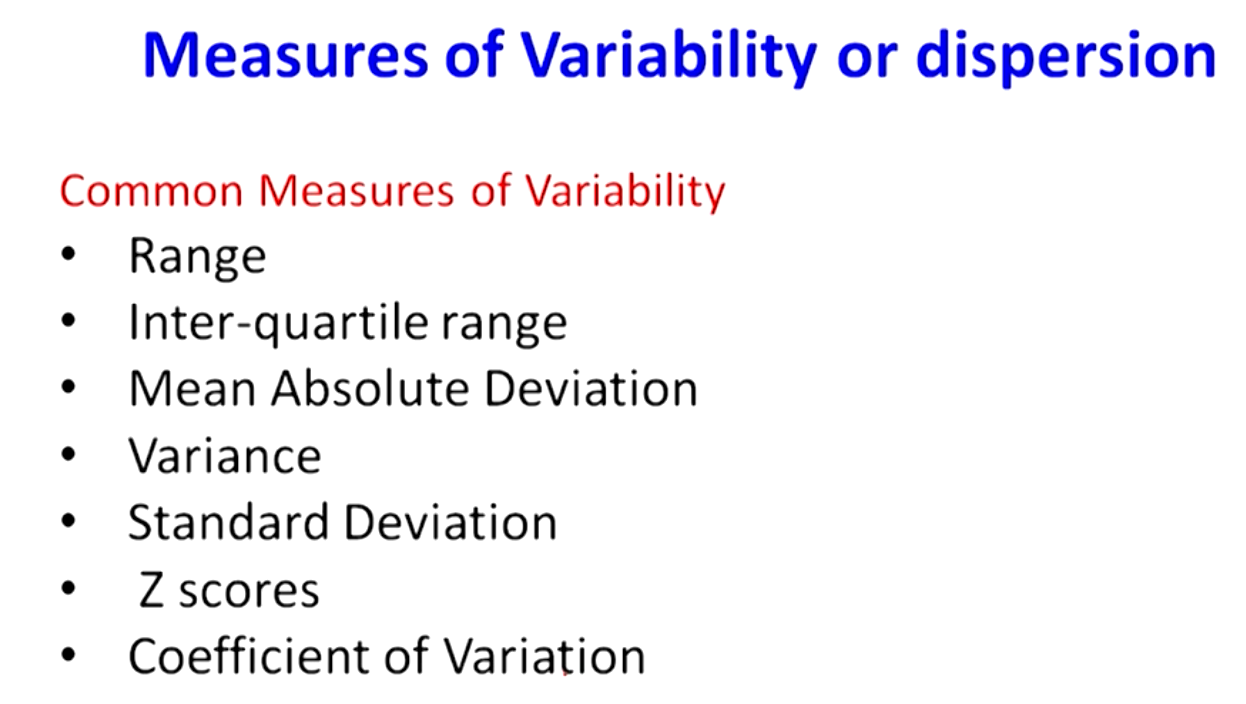 Measures of Variability or dispersion
Common Measures of Variability
• Range
• Inter-quartile range
• Mean Absolute Deviation
• Variance
• Standard Deviation
• Z scores
• Coefficient of Variation